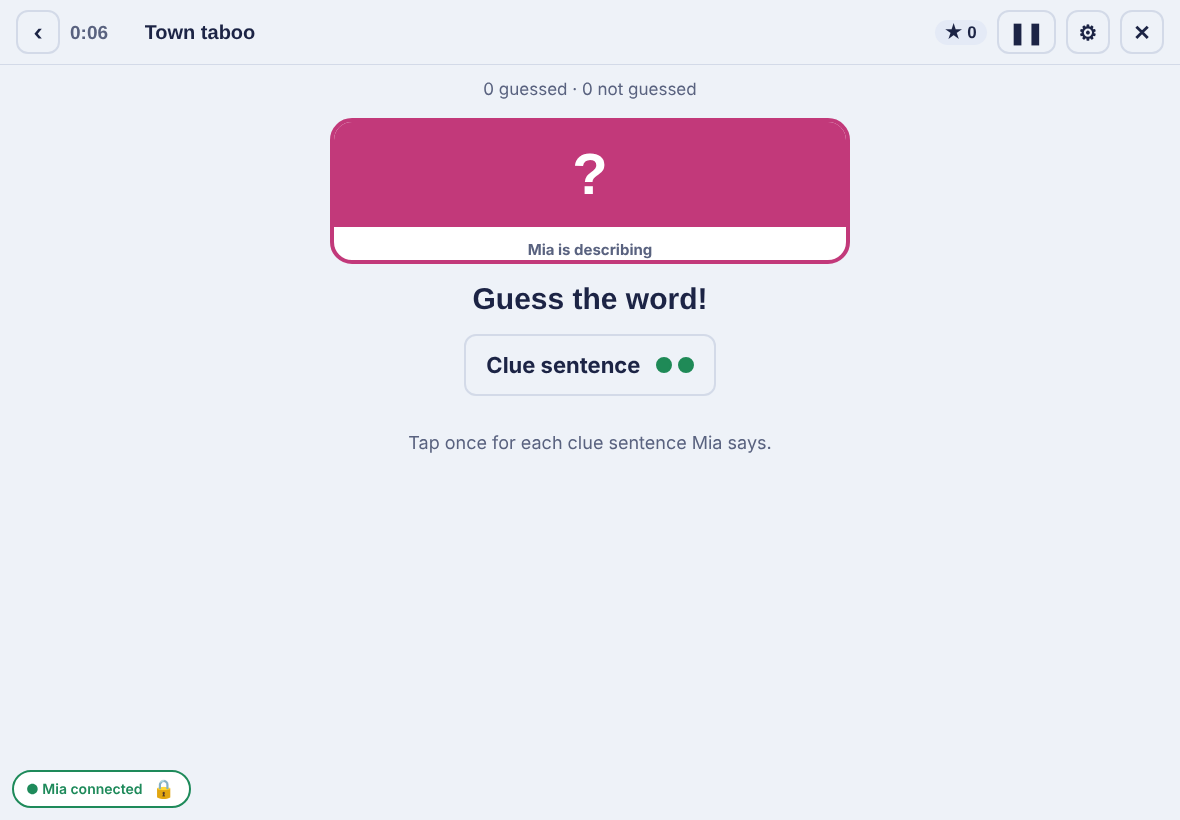 0:06 Town taboo ★ 0
0 guessed · 0 not guessed
?
Mia is describing
Guess the word!
Clue sentence
Tap once for each clue sentence Mia says.
Mia connected